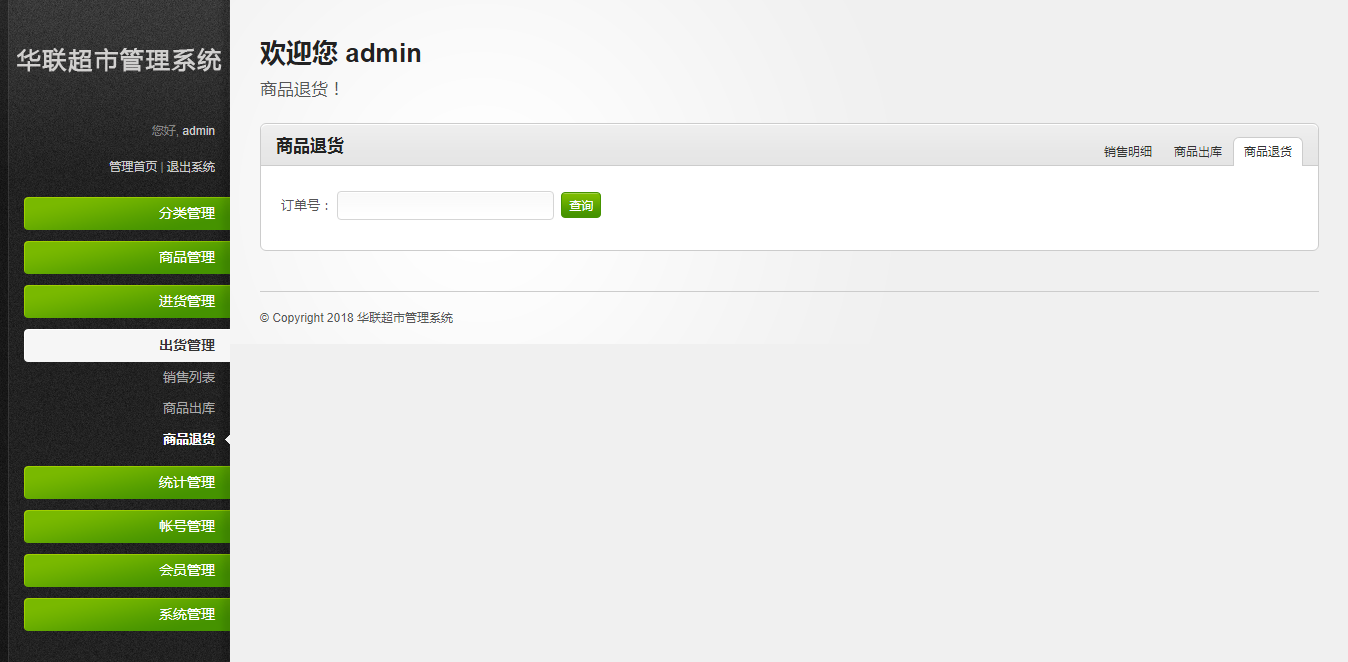 华联超市管理系统
您好, admin
管理首页 | 退出系统
分类管理
商品管理
进货管理
出货管理
销售列表
商品出库
商品退货
统计管理
帐号管理
会员管理
系统管理
欢迎您 admin
商品退货！
商品退货
销售明细 商品出库 商品退货
订单号： 查询
© Copyright 2018 华联超市管理系统